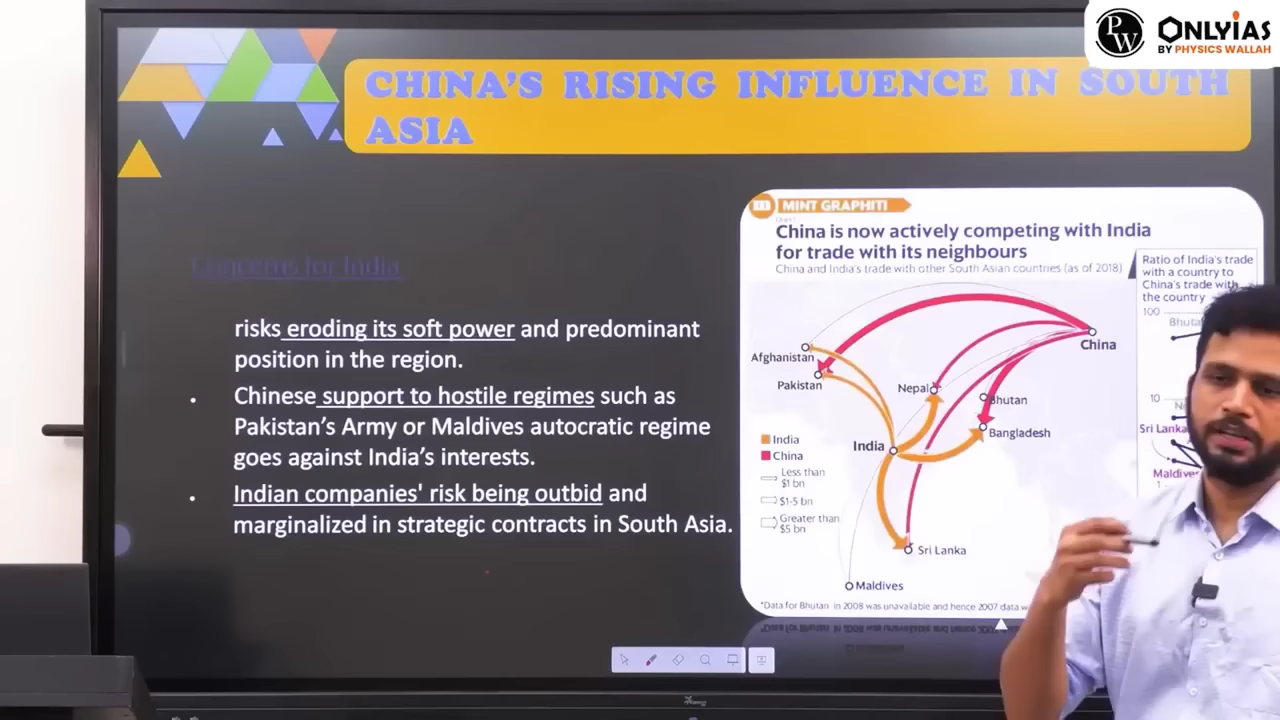 PW
ONLYIAS
BY PHYSICS WALLAH
CHINA'S RISING INFLUENCE IN SOUTH
ASIA
Concerns for India
risks eroding its soft power and predominant
position in the region.
• Chinese support to hostile regimes such as
Pakistan's Army or Maldives autocratic regime
goes against India's interests.
• Indian companies' risk being outbid and
marginalized in strategic contracts in South Asia.
MINT GRAPHITI
China is now actively competing with India
for trade with its neighbours
China and India's trade with other South Asian countries (as of 2018)
Afghanistan
Pakistan
Nepal
Bhutan
Bangladesh
China
India
Sri Lanka
Maldives
India
China
Less than
$1 bn
$1-5 bn
Greater than
$5 bn
*Data for Bhutan in 2008 was unavailable and hence 2007 data
Ratio of India's trade
with a country to
China's trade with
the country
100
10
Sri Lanka
Maldives
1